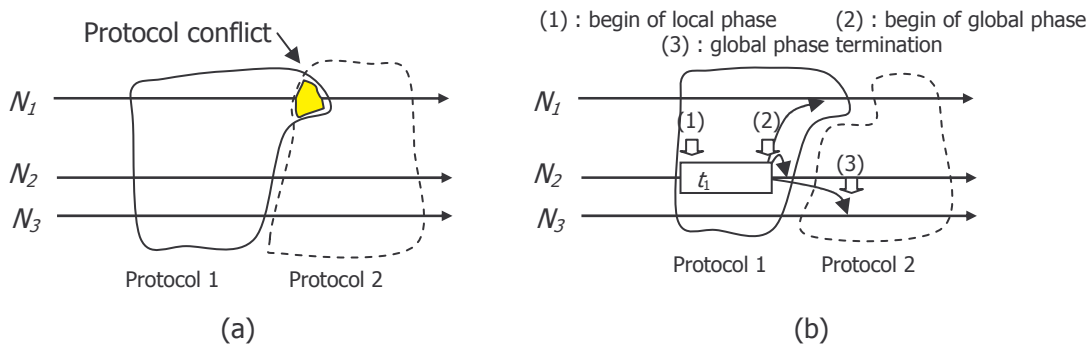 Protocol conflict
N1
N2
N3
Protocol 1
Protocol 2
(a)
(1) : begin of local phase
(2) : begin of global phase
(3) : global phase termination
N1
(1)
(2)
(3)
N2
t1
N3
Protocol 1
Protocol 2
(b)